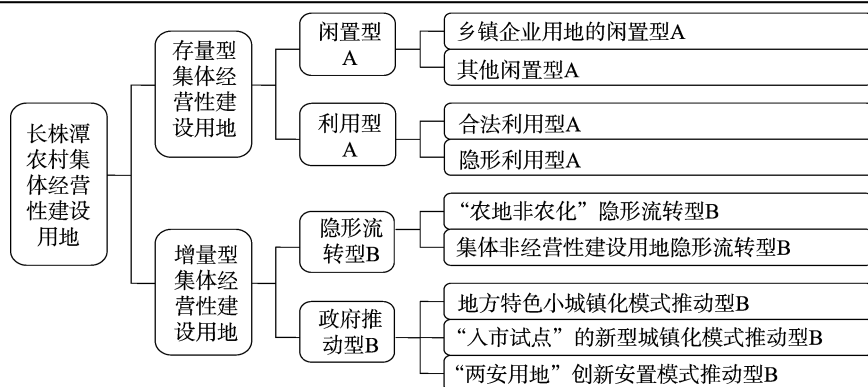 长株潭
农村集
体经营
性建设
用地
存量型
集体经
营性建
设用地
闲置型
A
乡镇企业用地的闲置型A
其他闲置型A
利用型
A
合法利用型A
隐形利用型A
增量型
集体经
营性建
设用地
隐形流
转型B
“农地非农化”隐形流转型B
集体非经营性建设用地隐形流转型B
政府推
动型B
地方特色小城镇化模式推动型B
“入市试点”的新型城镇化模式推动型B
“两安用地”创新安置模式推动型B